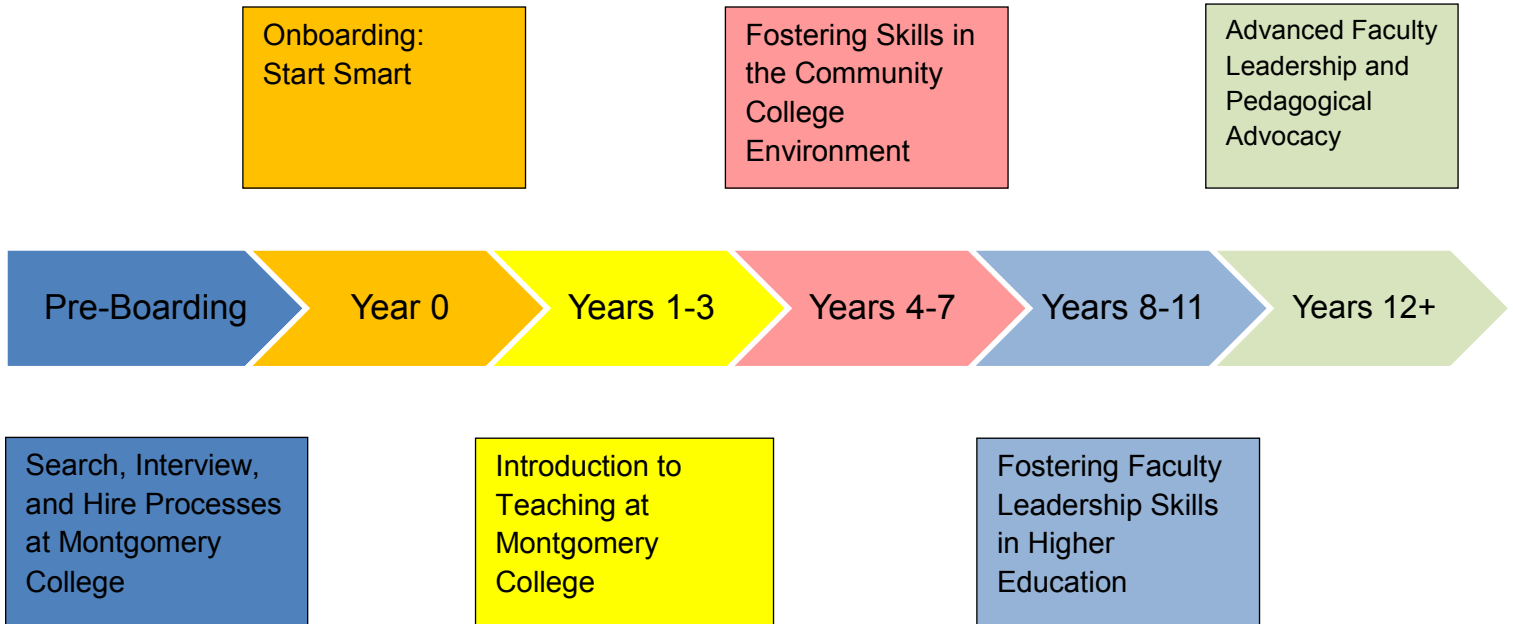 Onboarding:
Start Smart
Fostering Skills in
the Community
College
Environment
Advanced Faculty
Leadership and
Pedagogical
Advocacy
Pre-Boarding
Year 0
Years 1-3
Years 4-7
Years 8-11
Years 12+
Search, Interview,
and Hire Processes
at Montgomery
College
Introduction to
Teaching at
Montgomery
College
Fostering Faculty
Leadership Skills
in Higher
Education